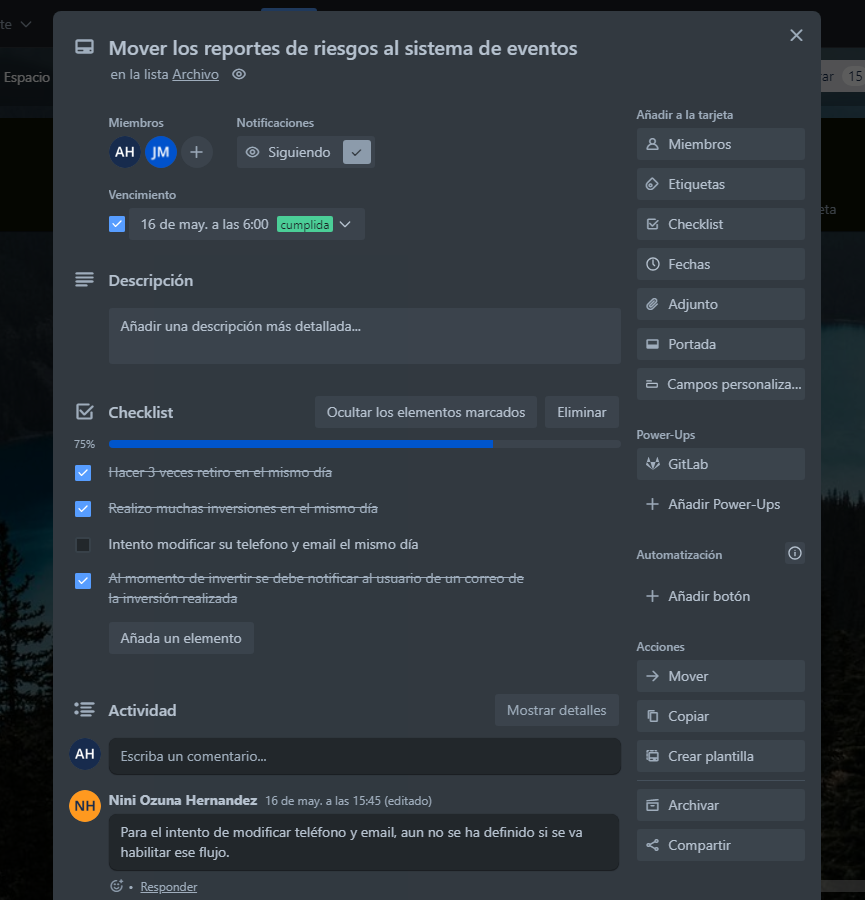 te
Espacio
ar 15
eta
Mover los reportes de riesgos al sistema de eventos
en la lista Archivo
Miembros
AH JM
Notificaciones
Siguiendo
Vencimiento
16 de may. a las 6:00 cumplida
Descripción
Añadir una descripción más detallada...
Checklist
Ocultar los elementos marcados
Eliminar
75%
Hacer 3 veces retiro en el mismo día
Realizo muchas inversiones en el mismo día
Intento modificar su telefono y email el mismo día
Al momento de invertir se debe notificar al usuario de un correo de
la inversión realizada
Añada un elemento
Actividad
Mostrar detalles
AH
Escriba un comentario...
NH
Nini Ozuna Hernandez 16 de may. a las 15:45 (editado)
Para el intento de modificar teléfono y email, aun no se ha definido si se va
habilitar ese flujo.
• Responder
Añadir a la tarjeta
Miembros
Etiquetas
Checklist
Fechas
Adjunto
Portada
Campos personaliza...
Power-Ups
GitLab
Añadir Power-Ups
Automatización
Añadir botón
Acciones
Mover
Copiar
Crear plantilla
Archivar
Compartir